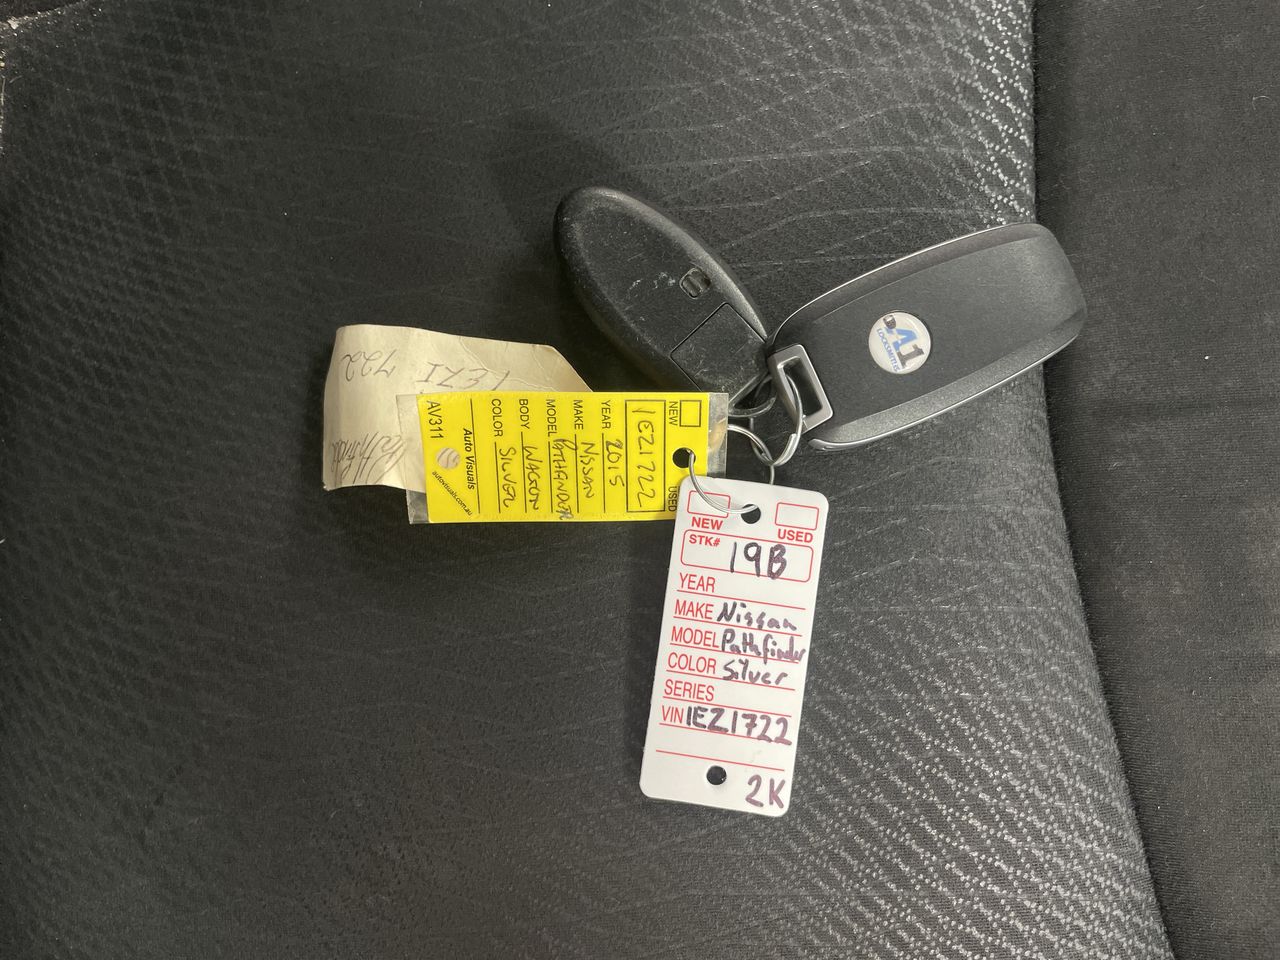 722
1EZI
Pathfinder
NEW
USED
1EZ1722
YEAR 2015
MAKE NISSAN
MODEL PATHFINDER
BODY WAGON
COLOR SILVER
Auto Visuals
autovisuals.com.au
AV311
A1
LOCKSMITHS
NEW
USED
STK# 19B
YEAR
MAKE Nissan
MODEL Pathfinder
COLOR Silver
SERIES
VIN 1EZ1722
2K